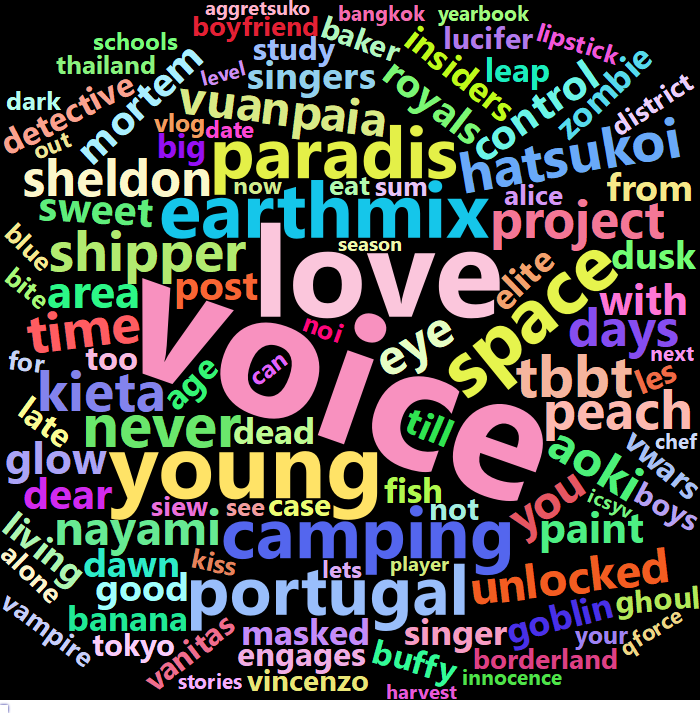 aggretsuko
bangkok
yearbook
boyfriend
baker
insiders
lucifer
lipstick
schools
study
thailand
level
singers
royals
leap
control
zombie
dark
detective
mortem
vuanpaia
district
out
vlog
date
big
paradis
hatsukoi
sheldon
now
eat
sum
alice
from
sweet
earthmix
project
blue
shipper
season
love
elite
space
dusk
bite
area
post
with
time
voice
noi
eye
days
for
too
age
can
tbbt
les
next
kieta
peach
late
never
dead
till
aoki
vwars
chef
glow
young
fish
you
icsyv
boys
dear
siew
see
case
not
living
nayami
camping
paint
alone
dawn
kiss
lets
player
unlocked
good
portugal
goblin
ghoul
vampire
banana
masked
singer
your
qforce
tokyo
vanitas
engages
buffy
borderland
stories
vincenzo
innocence
harvest